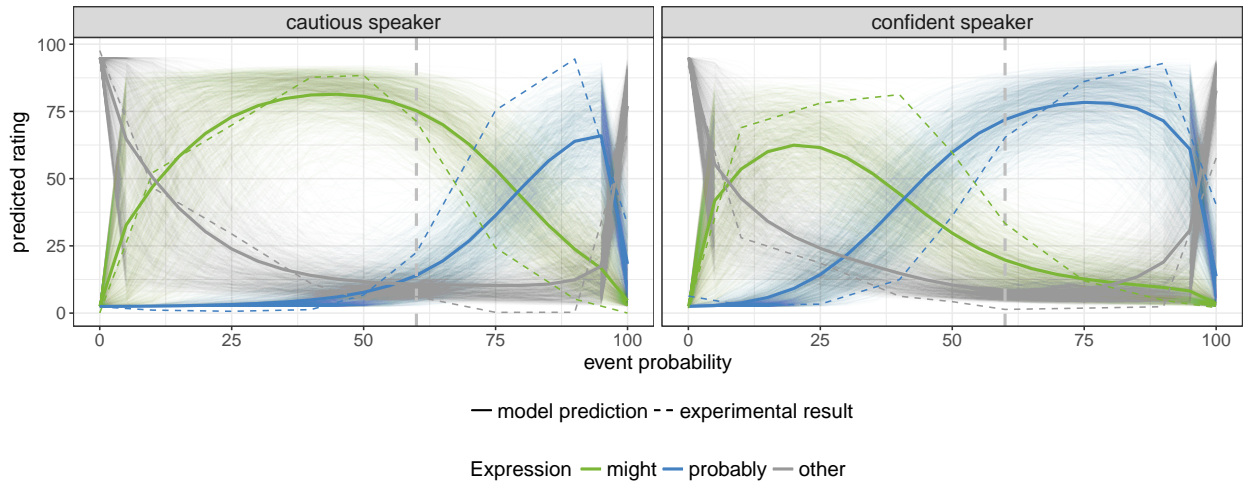 cautious speaker
confident speaker
100
75
50
25
0
predicted rating
0 25 50 75 100
0 25 50 75 100
event probability
model prediction experimental result
Expression might probably other